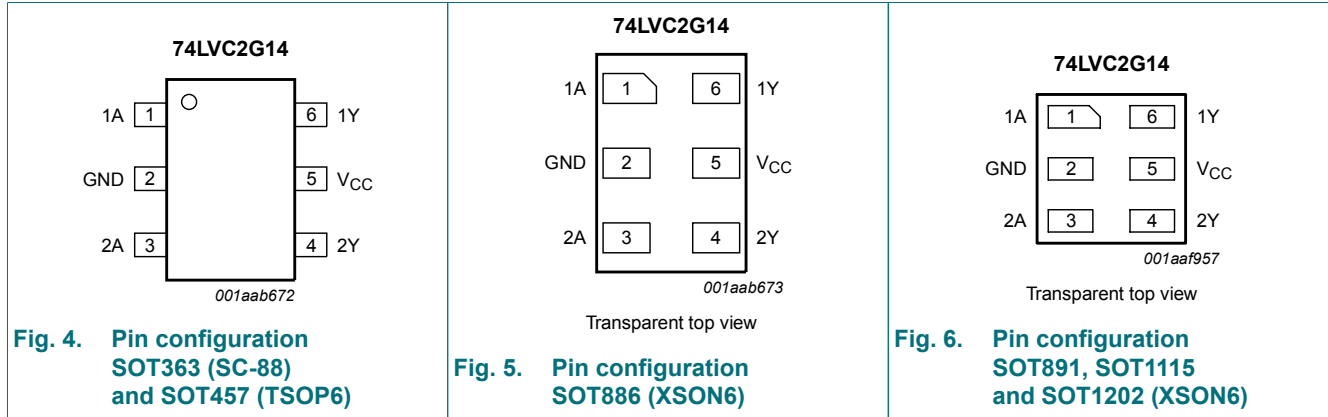 74LVC2G14
1A 1 6 1Y
GND 2 5 VCC
2A 3 4 2Y
001aab672
Fig. 4. Pin configuration
SOT363 (SC-88)
and SOT457 (TSOP6)
74LVC2G14
1A 1 6 1Y
GND 2 5 VCC
2A 3 4 2Y
001aab673
Transparent top view
Fig. 5. Pin configuration
SOT886 (XSON6)
74LVC2G14
1A 1 6 1Y
GND 2 5 VCC
2A 3 4 2Y
001aaf957
Transparent top view
Fig. 6. Pin configuration
SOT891, SOT1115
and SOT1202 (XSON6)